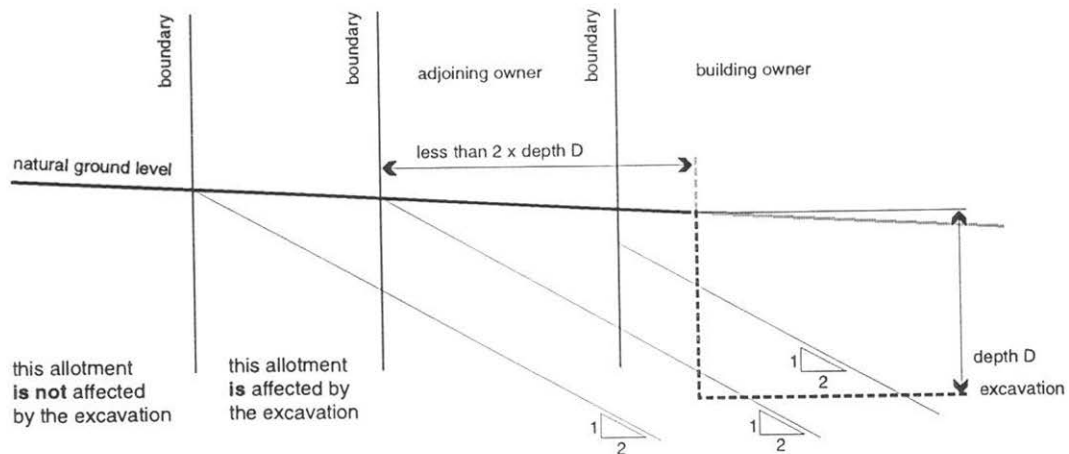 boundary
boundary
boundary
adjoining owner
building owner
less than 2 x depth D
natural ground level
this allotment
is not affected
by the excavation
this allotment
is affected by
the excavation
1
2
1
2
1
2
depth D
excavation